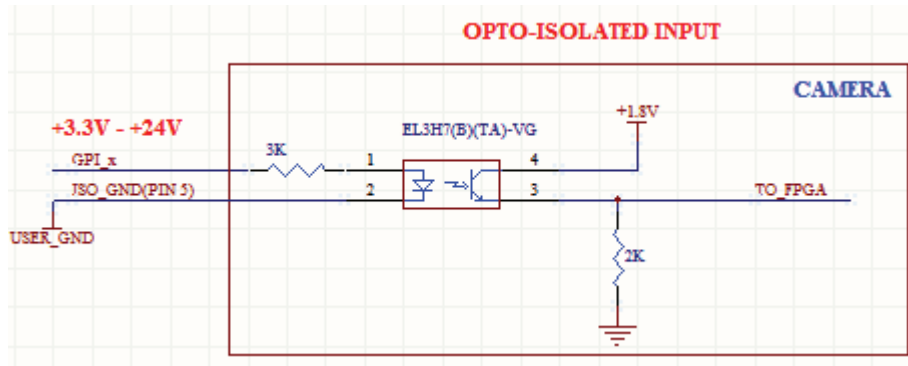 OPTO-ISOLATED INPUT
CAMERA
+3.3V - +24V
EL3H7(B)(TA)-VG
+1.8V
GPI_x
3K
1
4
JSO_GND(PIN 5)
2
3
TO_FPGA
USER_GND
2K